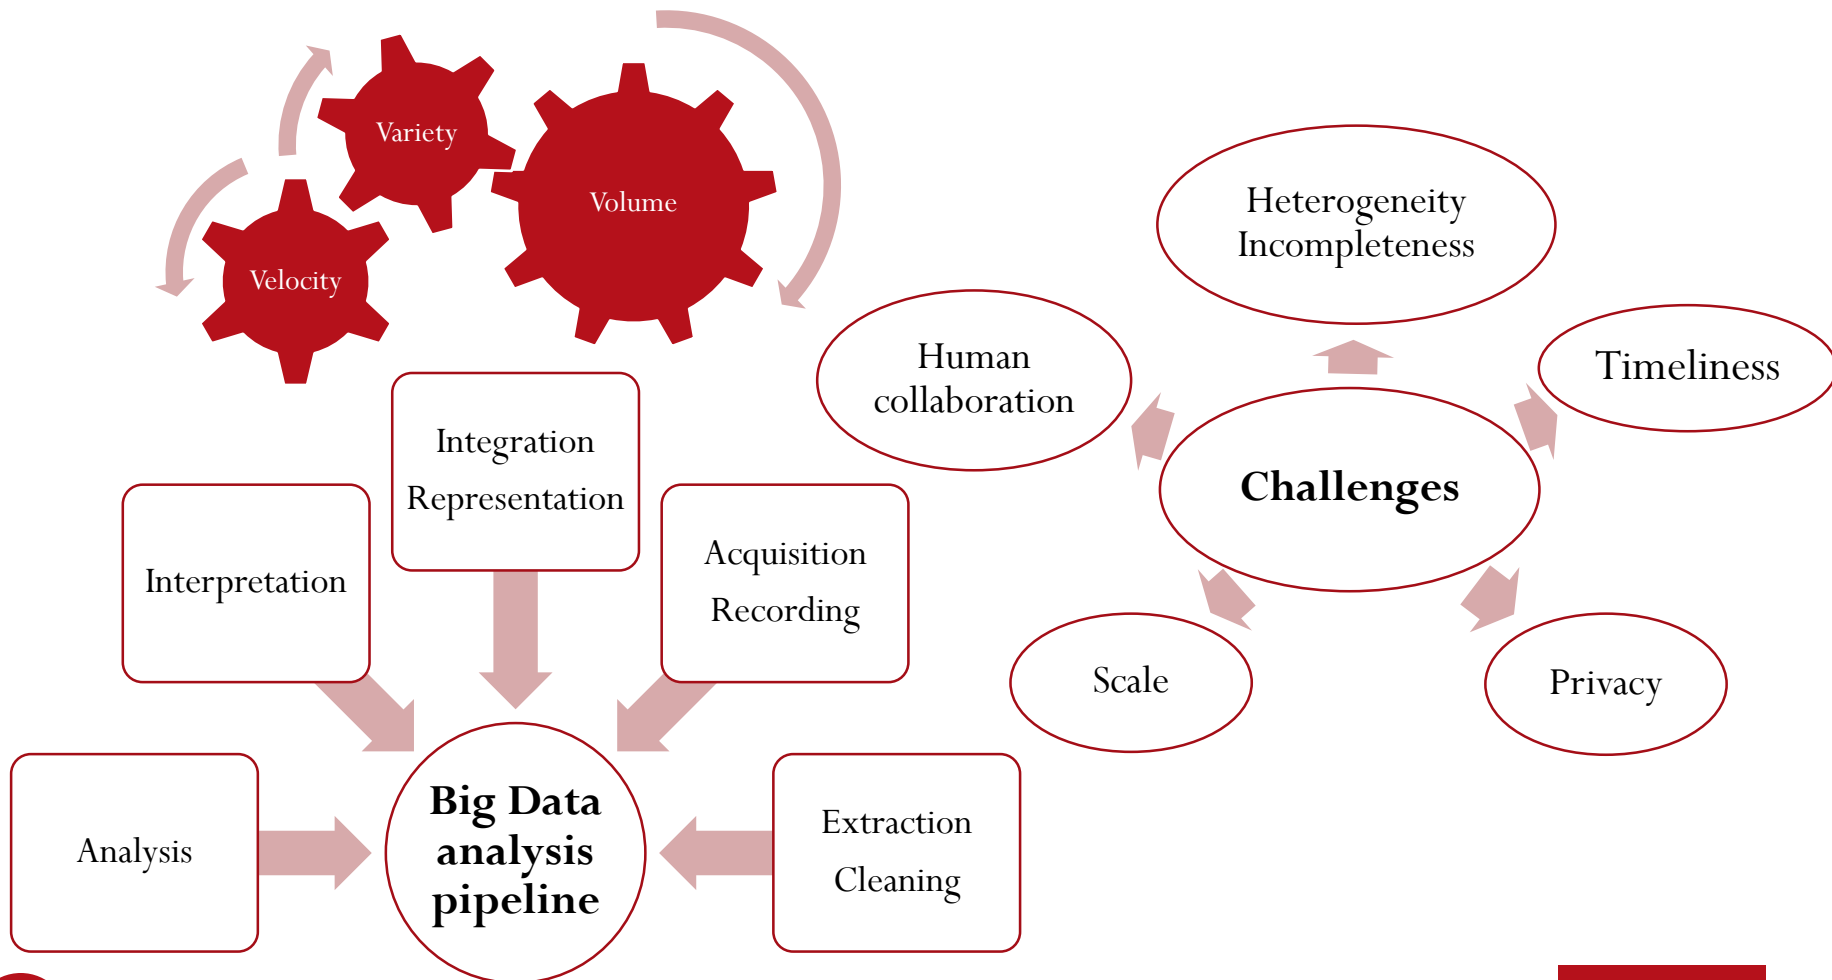 Variety
Volume
Velocity
Integration
Representation
Interpretation
Acquisition
Recording
Analysis
Big Data
analysis
pipeline
Extraction
Cleaning
Heterogeneity
Incompleteness
Human
collaboration
Timeliness
Challenges
Scale
Privacy